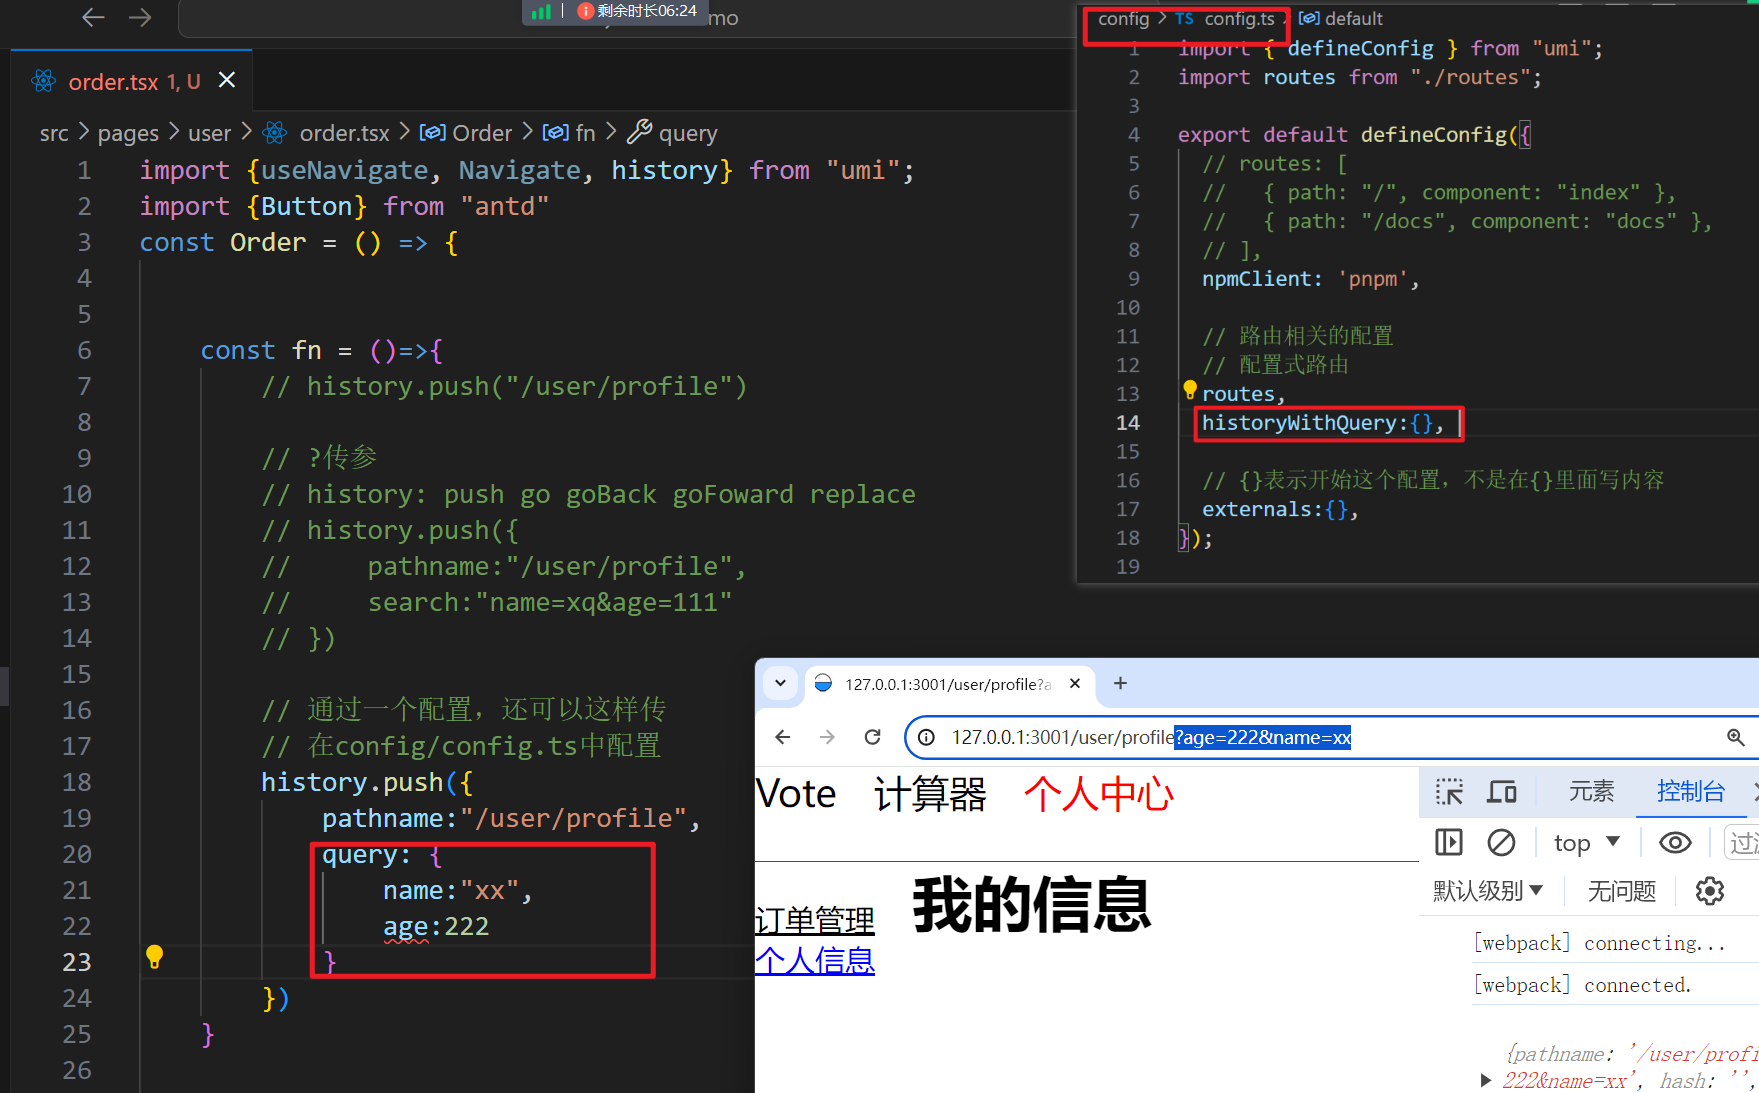 剩余时长06:24
mo
order.tsx 1, U
src > pages > user > order.tsx > Order > fn > query
1 import {useNavigate, Navigate, history} from "umi";
2 import {Button} from "antd"
3 const Order = () => {
4
5
6 const fn = ()=>{
7 // history.push("/user/profile")
8
9 // ?传参
10 // history: push go goBack goFoward replace
11 // history.push({
12 // pathname:"/user/profile",
13 // search:"name=xq&age=111"
14 // })
15
16 // 通过一个配置，还可以这样传
17 // 在config/config.ts中配置
18 history.push({
19 pathname:"/user/profile",
20 query: {
21 name:"xx",
22 age:222
23 }
24 })
25 }
26
config > TS config.ts > default
1 import { defineConfig } from "umi";
2 import routes from "./routes";
3
4 export default defineConfig({
5 // routes: [
6 // { path: "/", component: "index" },
7 // { path: "/docs", component: "docs" },
8 // ],
9 npmClient: 'pnpm',
10
11 // 路由相关的配置
12 // 配置式路由
13 routes,
14 historyWithQuery:{},
15
16 // {}表示开始这个配置，不是在{}里面写内容
17 externals:{},
18 });
19
127.0.0.1:3001/user/profile?a
127.0.0.1:3001/user/profile?age=222&name=xx
Vote 计算器 个人中心
订单管理
个人信息
我的信息
元素 控制台
top
默认级别 无问题
[webpack] connecting...
[webpack] connected.
{pathname: '/user/profi
222&name=xx', hash: '',